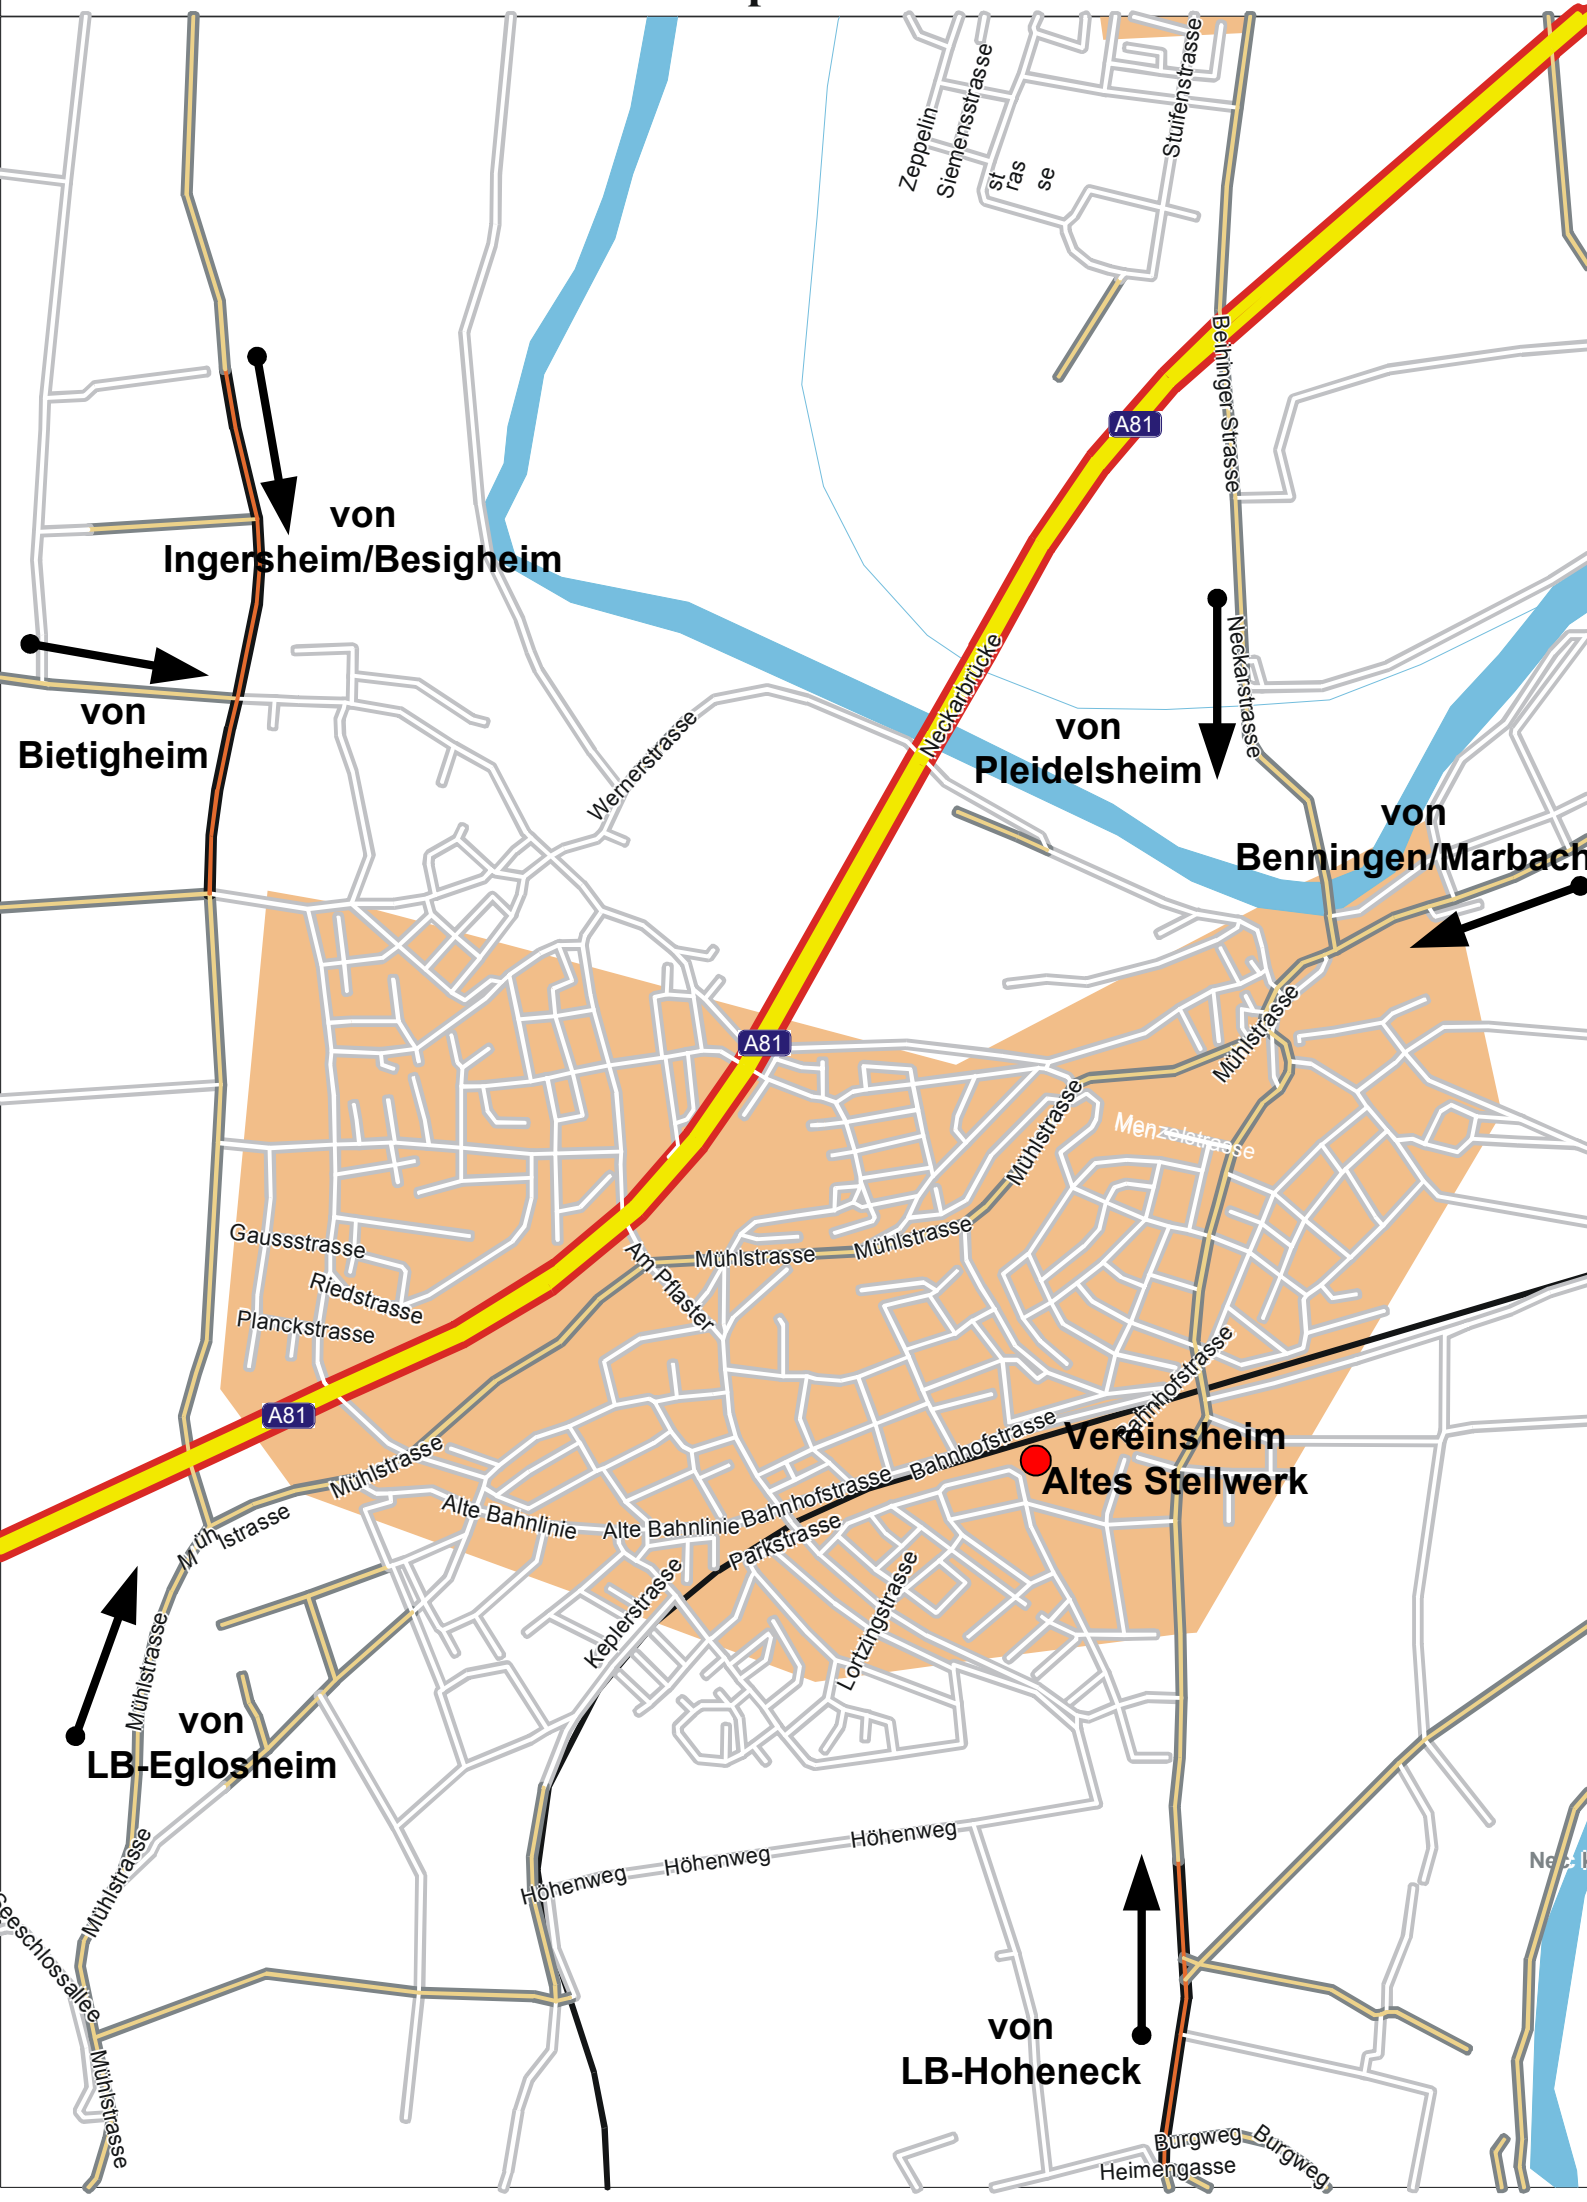 Zeppelin
Siemensstrasse
st
ras
se
Stuifenstrasse
Beihinger Strasse
A81
von
Ingersheim/Besigheim
von
Bietigheim
Wernerstrasse
Neckarbrücke
Neckarstrasse
von
Pleidelsheim
von
Benningen/Marbach
A81
Mühlstrasse
Mühlstrasse
Menzelstrasse
Gaussstrasse
Riedstrasse
Planckstrasse
Am Pflaster
Mühlstrasse
Mühlstrasse
Bahnhofstrasse
A81
Mühlstrasse
Mühlstrasse
Alte Bahnlinie
Alte Bahnlinie
Bahnhofstrasse
Bahnhofstrasse
Vereinsheim
Altes Stellwerk
Parkstrasse
Keplerstrasse
Lortzingstrasse
Mühlstrasse
von
LB-Eglosheim
Mühlstrasse
Höhenweg
Höhenweg
Höhenweg
eeschlossallee
Mühlstrasse
von
LB-Hoheneck
Burgweg
Burgweg
Heimengasse